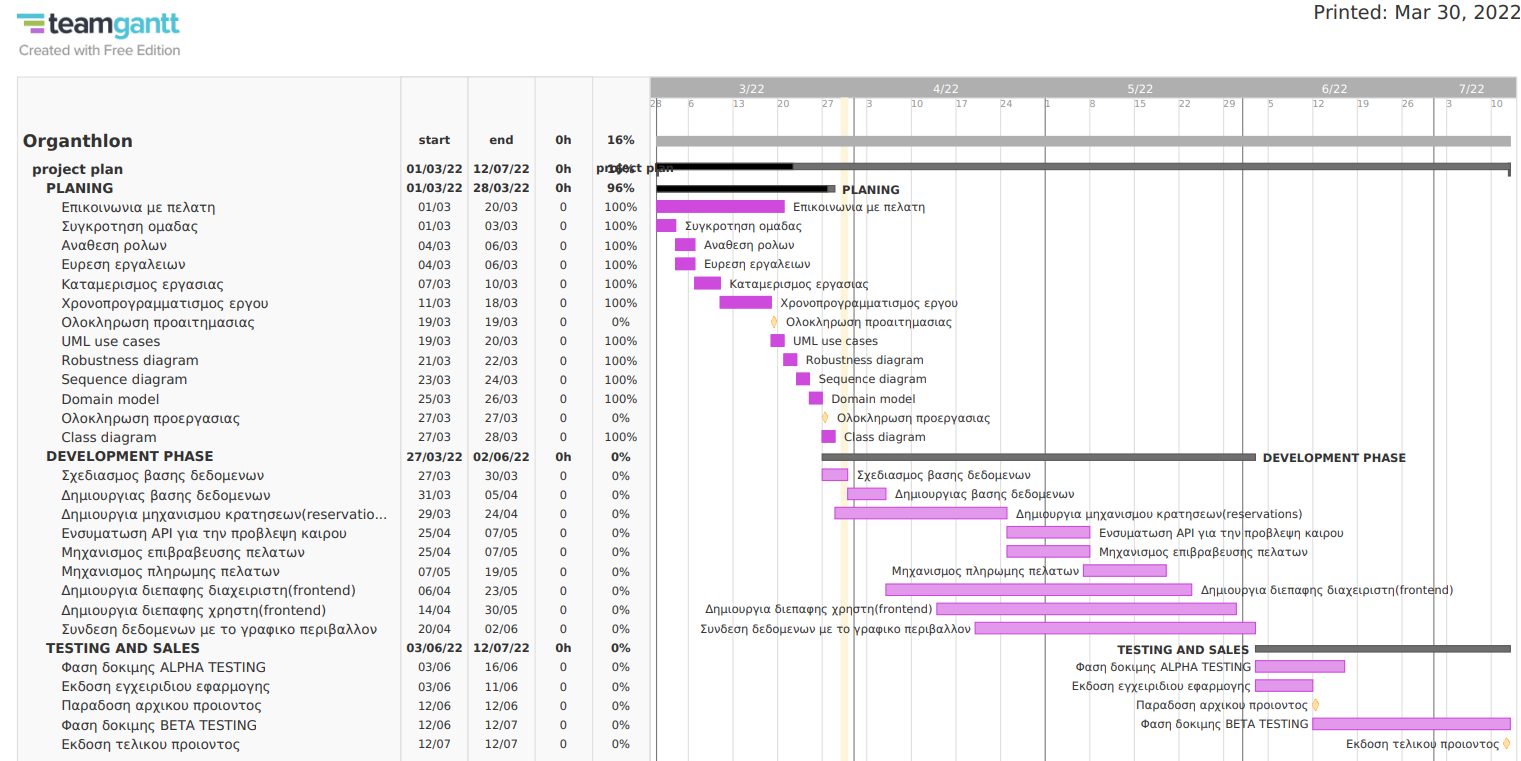 teamgantt
Created with Free Edition
Printed: Mar 30, 2022
3/22 4/22 5/22 6/22 7/22
28 6 13 20 27 3 10 17 24 1 8 15 22 29 5 12 19 26 3 10
Organthlon start end 0h 16%
project plan 01/03/22 12/07/22 0h 16% project plan
PLANING 01/03/22 28/03/22 0h 96% PLANING
Επικοινωνια με πελατη 01/03 20/03 0 100% Επικοινωνια με πελατη
Συγκροτηση ομαδας 01/03 03/03 0 100% Συγκροτηση ομαδας
Αναθεση ρολων 04/03 06/03 0 100% Αναθεση ρολων
Ευρεση εργαλειων 04/03 06/03 0 100% Ευρεση εργαλειων
Καταμερισμος εργασιας 07/03 10/03 0 100% Καταμερισμος εργασιας
Χρονοπρογραμματισμος εργου 11/03 18/03 0 100% Χρονοπρογραμματισμος εργου
Ολοκληρωση προαιτημασιας 19/03 19/03 0 0% Ολοκληρωση προαιτημασιας
UML use cases 19/03 20/03 0 100% UML use cases
Robustness diagram 21/03 22/03 0 100% Robustness diagram
Sequence diagram 23/03 24/03 0 100% Sequence diagram
Domain model 25/03 26/03 0 100% Domain model
Ολοκληρωση προεργασιας 27/03 27/03 0 0% Ολοκληρωση προεργασιας
Class diagram 27/03 28/03 0 100% Class diagram
DEVELOPMENT PHASE 27/03/22 02/06/22 0h 0% DEVELOPMENT PHASE
Σχεδιασμος βασης δεδομενων 27/03 30/03 0 0% Σχεδιασμος βασης δεδομενων
Δημιουργιας βασης δεδομενων 31/03 05/04 0 0% Δημιουργιας βασης δεδομενων
Δημιουργια μηχανισμου κρατησεων(reservatio... 29/03 24/04 0 0% Δημιουργια μηχανισμου κρατησεων(reservations)
Ενσυματωση API για την προβλεψη καιρου 25/04 07/05 0 0% Ενσυματωση API για την προβλεψη καιρου
Μηχανισμος επιβραβευσης πελατων 25/04 07/05 0 0% Μηχανισμος επιβραβευσης πελατων
Μηχανισμος πληρωμης πελατων 07/05 19/05 0 0% Μηχανισμος πληρωμης πελατων
Δημιουργια διεπαφης διαχειριστη(frontend) 06/04 23/05 0 0% Δημιουργια διεπαφης διαχειριστη(frontend)
Δημιουργια διεπαφης χρηστη(frontend) 14/04 30/05 0 0% Δημιουργια διεπαφης χρηστη(frontend)
Συνδεση δεδομενων με το γραφικο περιβαλλον 20/04 02/06 0 0% Συνδεση δεδομενων με το γραφικο περιβαλλον
TESTING AND SALES 03/06/22 12/07/22 0h 0% TESTING AND SALES
Φαση δοκιμης ALPHA TESTING 03/06 16/06 0 0% Φαση δοκιμης ALPHA TESTING
Εκδοση εγχειριδιου εφαρμογης 03/06 11/06 0 0% Εκδοση εγχειριδιου εφαρμογης
Παραδοση αρχικου προιοντος 12/06 12/06 0 0% Παραδοση αρχικου προιοντος
Φαση δοκιμης BETA TESTING 12/06 12/07 0 0% Φαση δοκιμης BETA TESTING
Εκδοση τελικου προιοντος 12/07 12/07 0 0% Εκδοση τελικου προιοντος